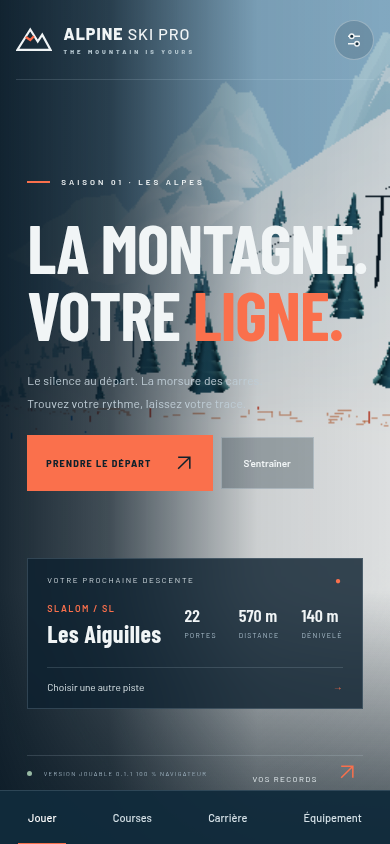 ALPINE SKI PRO
THE MOUNTAIN IS YOURS
SAISON 01 · LES ALPES
LA MONTAGNE.
VOTRE LIGNE.
Le silence au départ. La morsure des carres.
Trouvez votre rythme, laissez votre trace.
PRENDRE LE DÉPART
S'entraîner
VOTRE PROCHAINE DESCENTE
SLALOM / SL
Les Aiguilles
22
PORTES
570 m
DISTANCE
140 m
DÉNIVELÉ
Choisir une autre piste →
VERSION JOUABLE 0.1.1 100 % NAVIGATEUR
VOS RECORDS
Jouer
Courses
Carrière
Équipement